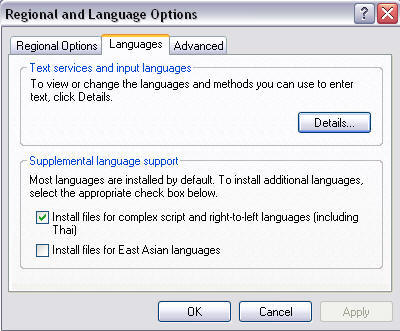 Regional and Language Options
Regional Options Languages Advanced
Text services and input languages
To view or change the languages and methods you can use to enter
text, click Details.
Details...
Supplemental language support
Most languages are installed by default. To install additional languages,
select the appropriate check box below.
Install files for complex script and right-to-left languages (including
Thai)
Install files for East Asian languages
OK Cancel Apply